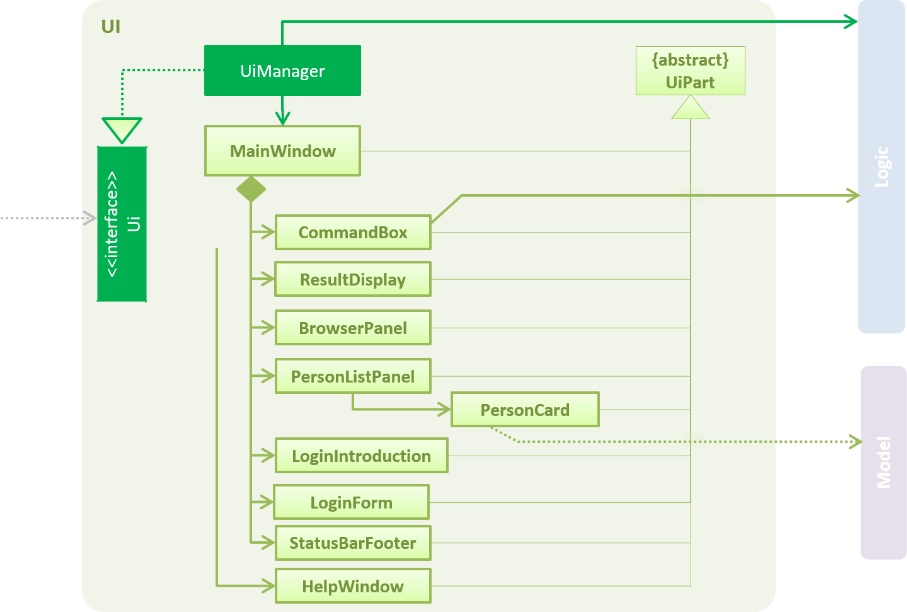 UI
UiManager
{abstract}
UiPart
MainWindow
Logic
<<interface>>
Ui
CommandBox
ResultDisplay
BrowserPanel
PersonListPanel
PersonCard
LoginIntroduction
Model
LoginForm
StatusBarFooter
HelpWindow